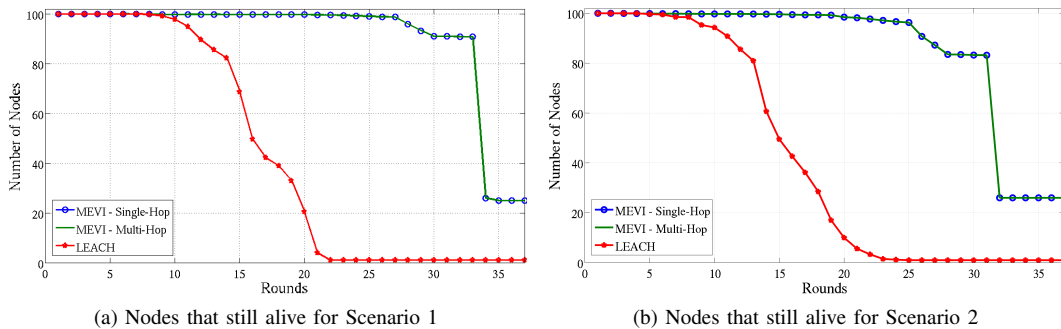 100
80
60
40
20
0
Number of Nodes
MEVI - Single-Hop
MEVI - Multi-Hop
LEACH
0 5 10 15 20 25 30 35
Rounds
(a) Nodes that still alive for Scenario 1
100
80
60
40
20
0
Number of Nodes
MEVI - Single-Hop
MEVI - Multi-Hop
LEACH
0 5 10 15 20 25 30 35
Rounds
(b) Nodes that still alive for Scenario 2